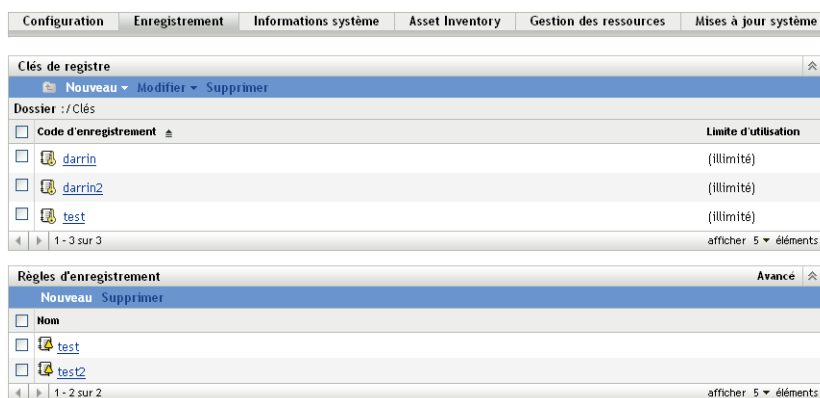 Configuration Enregistrement Informations système Asset Inventory Gestion des ressources Mises à jour système
Clés de registre
Nouveau Modifier Supprimer
Dossier :/Clés
Code d'enregistrement Limite d'utilisation
darrin (illimité)
darrin2 (illimité)
test (illimité)
1 - 3 sur 3 afficher 5 éléments
Règles d'enregistrement Avancé
Nouveau Supprimer
Nom
test
test2
1 - 2 sur 2 afficher 5 éléments